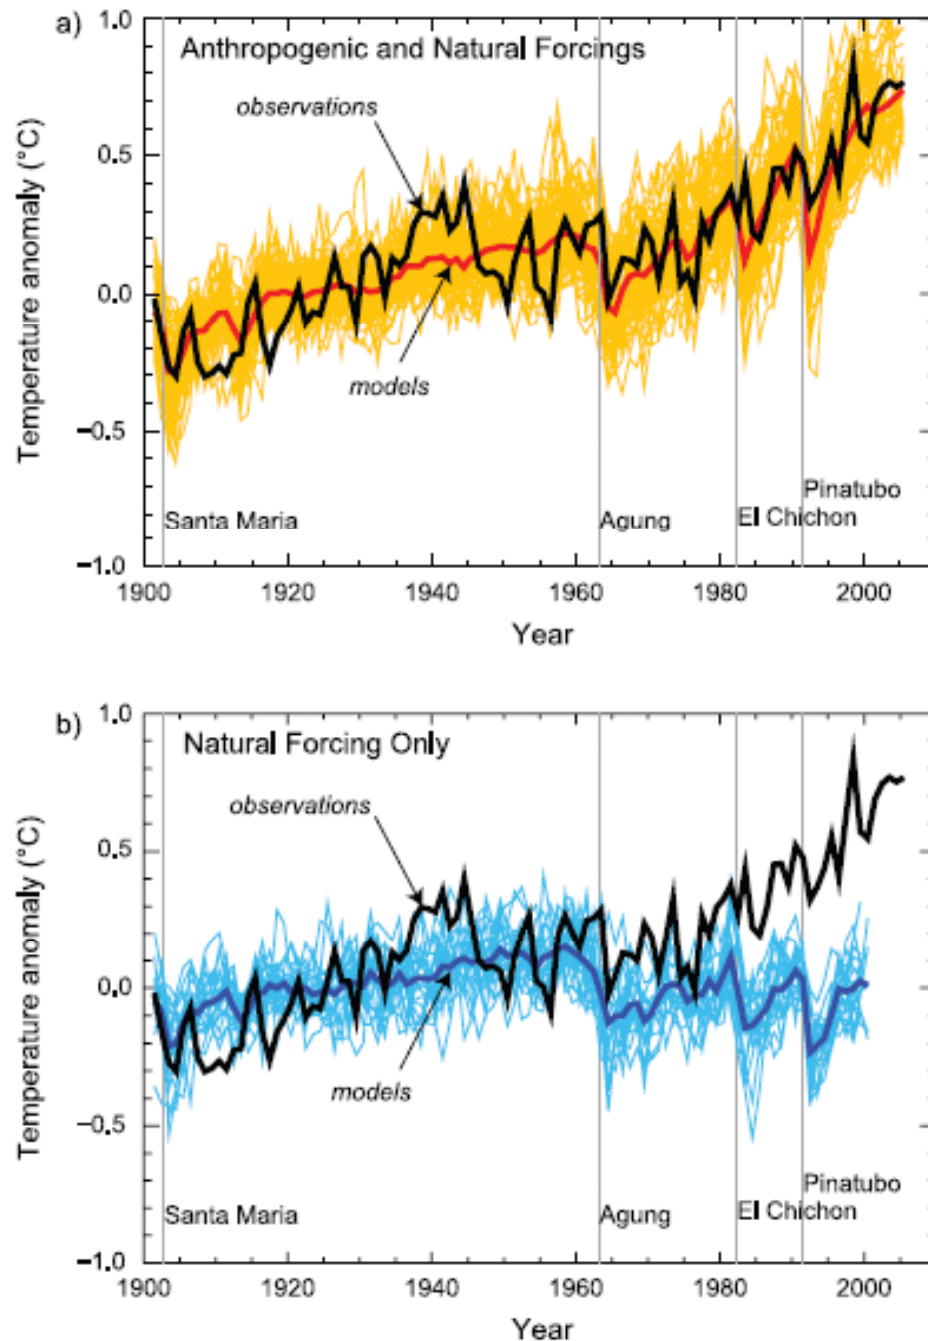 a)
Anthropogenic and Natural Forcings
observations
models
Temperature anomaly (°C)
1.0
0.5
0.0
−0.5
−1.0
Santa Maria
Agung
El Chichon
Pinatubo
1900 1920 1940 1960 1980 2000
Year
b)
Natural Forcing Only
observations
models
Temperature anomaly (°C)
1.0
0.5
0.0
−0.5
−1.0
Santa Maria
Agung
El Chichon
Pinatubo
1900 1920 1940 1960 1980 2000
Year